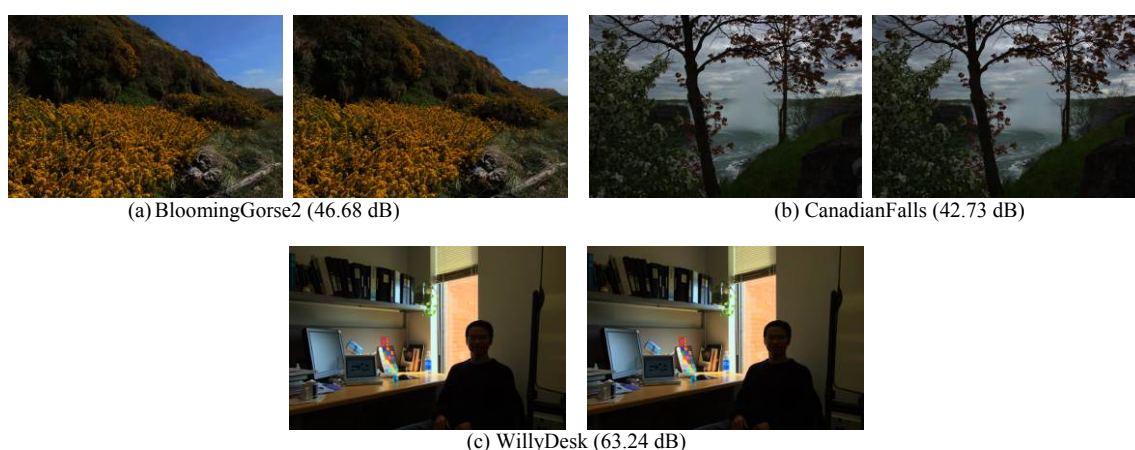 (a) BloomingGorse2 (46.68 dB)
(b) CanadianFalls (42.73 dB)
(c) WillyDesk (63.24 dB)